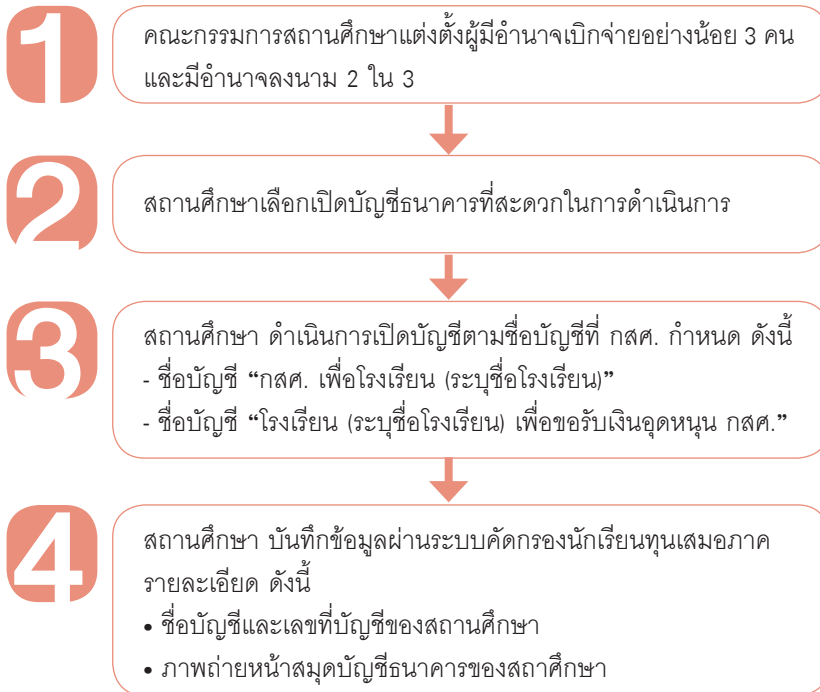 1
คณะกรรมการสถานศึกษาแต่งตั้งผู้มีอำนาจเบิกจ่ายอย่างน้อย 3 คน
และมีอำนาจลงนาม 2 ใน 3
2
สถานศึกษาเลือกเปิดบัญชีธนาคารที่สะดวกในการดำเนินการ
3
สถานศึกษา ดำเนินการเปิดบัญชีตามชื่อบัญชีที่ กสศ. กำหนด ดังนี้
- ชื่อบัญชี “กสศ. เพื่อโรงเรียน (ระบุชื่อโรงเรียน)”
- ชื่อบัญชี “โรงเรียน (ระบุชื่อโรงเรียน) เพื่อขอรับเงินอุดหนุน กสศ.”
4
สถานศึกษา บันทึกข้อมูลผ่านระบบคัดกรองนักเรียนทุนเสมอภาค
รายละเอียด ดังนี้
• ชื่อบัญชีและเลขที่บัญชีของสถานศึกษา
• ภาพถ่ายหน้าสมุดบัญชีธนาคารของสถาศึกษา